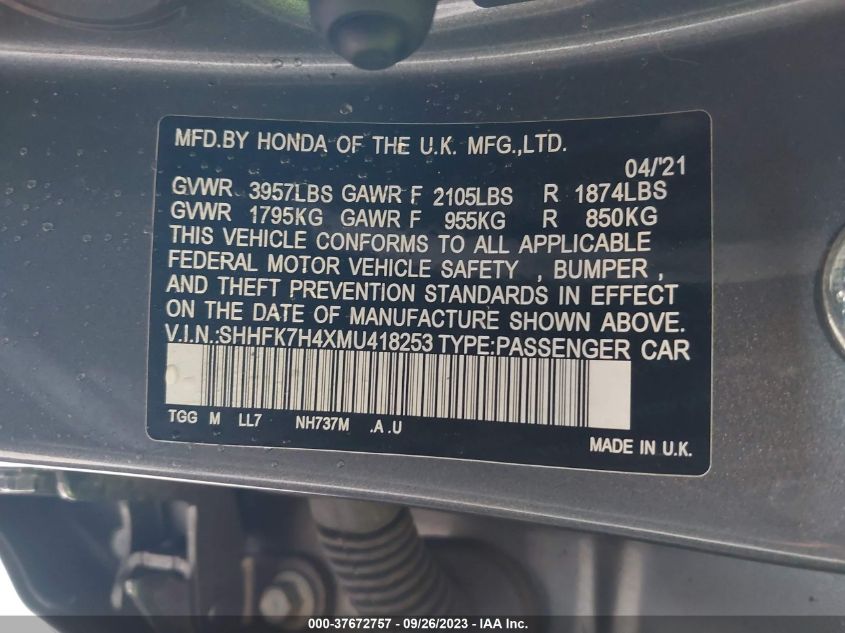 MFD.BY HONDA OF THE U.K. MFG.,LTD.
04/'21
GVWR 3957LBS GAWR F 2105LBS R 1874LBS
GVWR 1795KG GAWR F 955KG R 850KG
THIS VEHICLE CONFORMS TO ALL APPLICABLE
FEDERAL MOTOR VEHICLE SAFETY , BUMPER ,
AND THEFT PREVENTION STANDARDS IN EFFECT
ON THE DATE OF MANUFACTURE SHOWN ABOVE.
V.I.N.:SHHFK7H4XMU418253 TYPE:PASSENGER CAR
TGG M LL7 NH737M .A .U
MADE IN U.K.
000-37672757 - 09/26/2023 - IAA Inc.